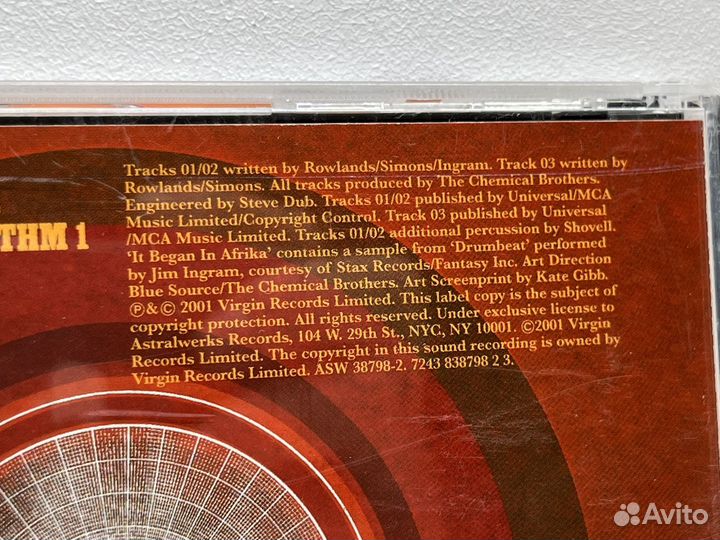 Tracks 01/02 written by Rowlands/Simons/Ingram. Track 03 written by
Rowlands/Simons. All tracks produced by The Chemical Brothers.
Engineered by Steve Dub. Tracks 01/02 published by Universal/MCA
Music Limited/Copyright Control. Track 03 published by Universal
/MCA Music Limited. Tracks 01/02 additional percussion by Shovell.
'It Began In Afrika' contains a sample from 'Drumbeat' performed
by Jim Ingram, courtesy of Stax Records/Fantasy Inc. Art Direction
Blue Source/The Chemical Brothers. Art Screenprint by Kate Gibb.
℗&© 2001 Virgin Records Limited. This label copy is the subject of
copyright protection. All rights reserved. Under exclusive license to
Astralwerks Records, 104 W. 29th St., NYC, NY 10001. ©2001 Virgin
Records Limited. The copyright in this sound recording is owned by
Virgin Records Limited. ASW 38798-2. 7243 838798 2 3.
THM 1
Avito